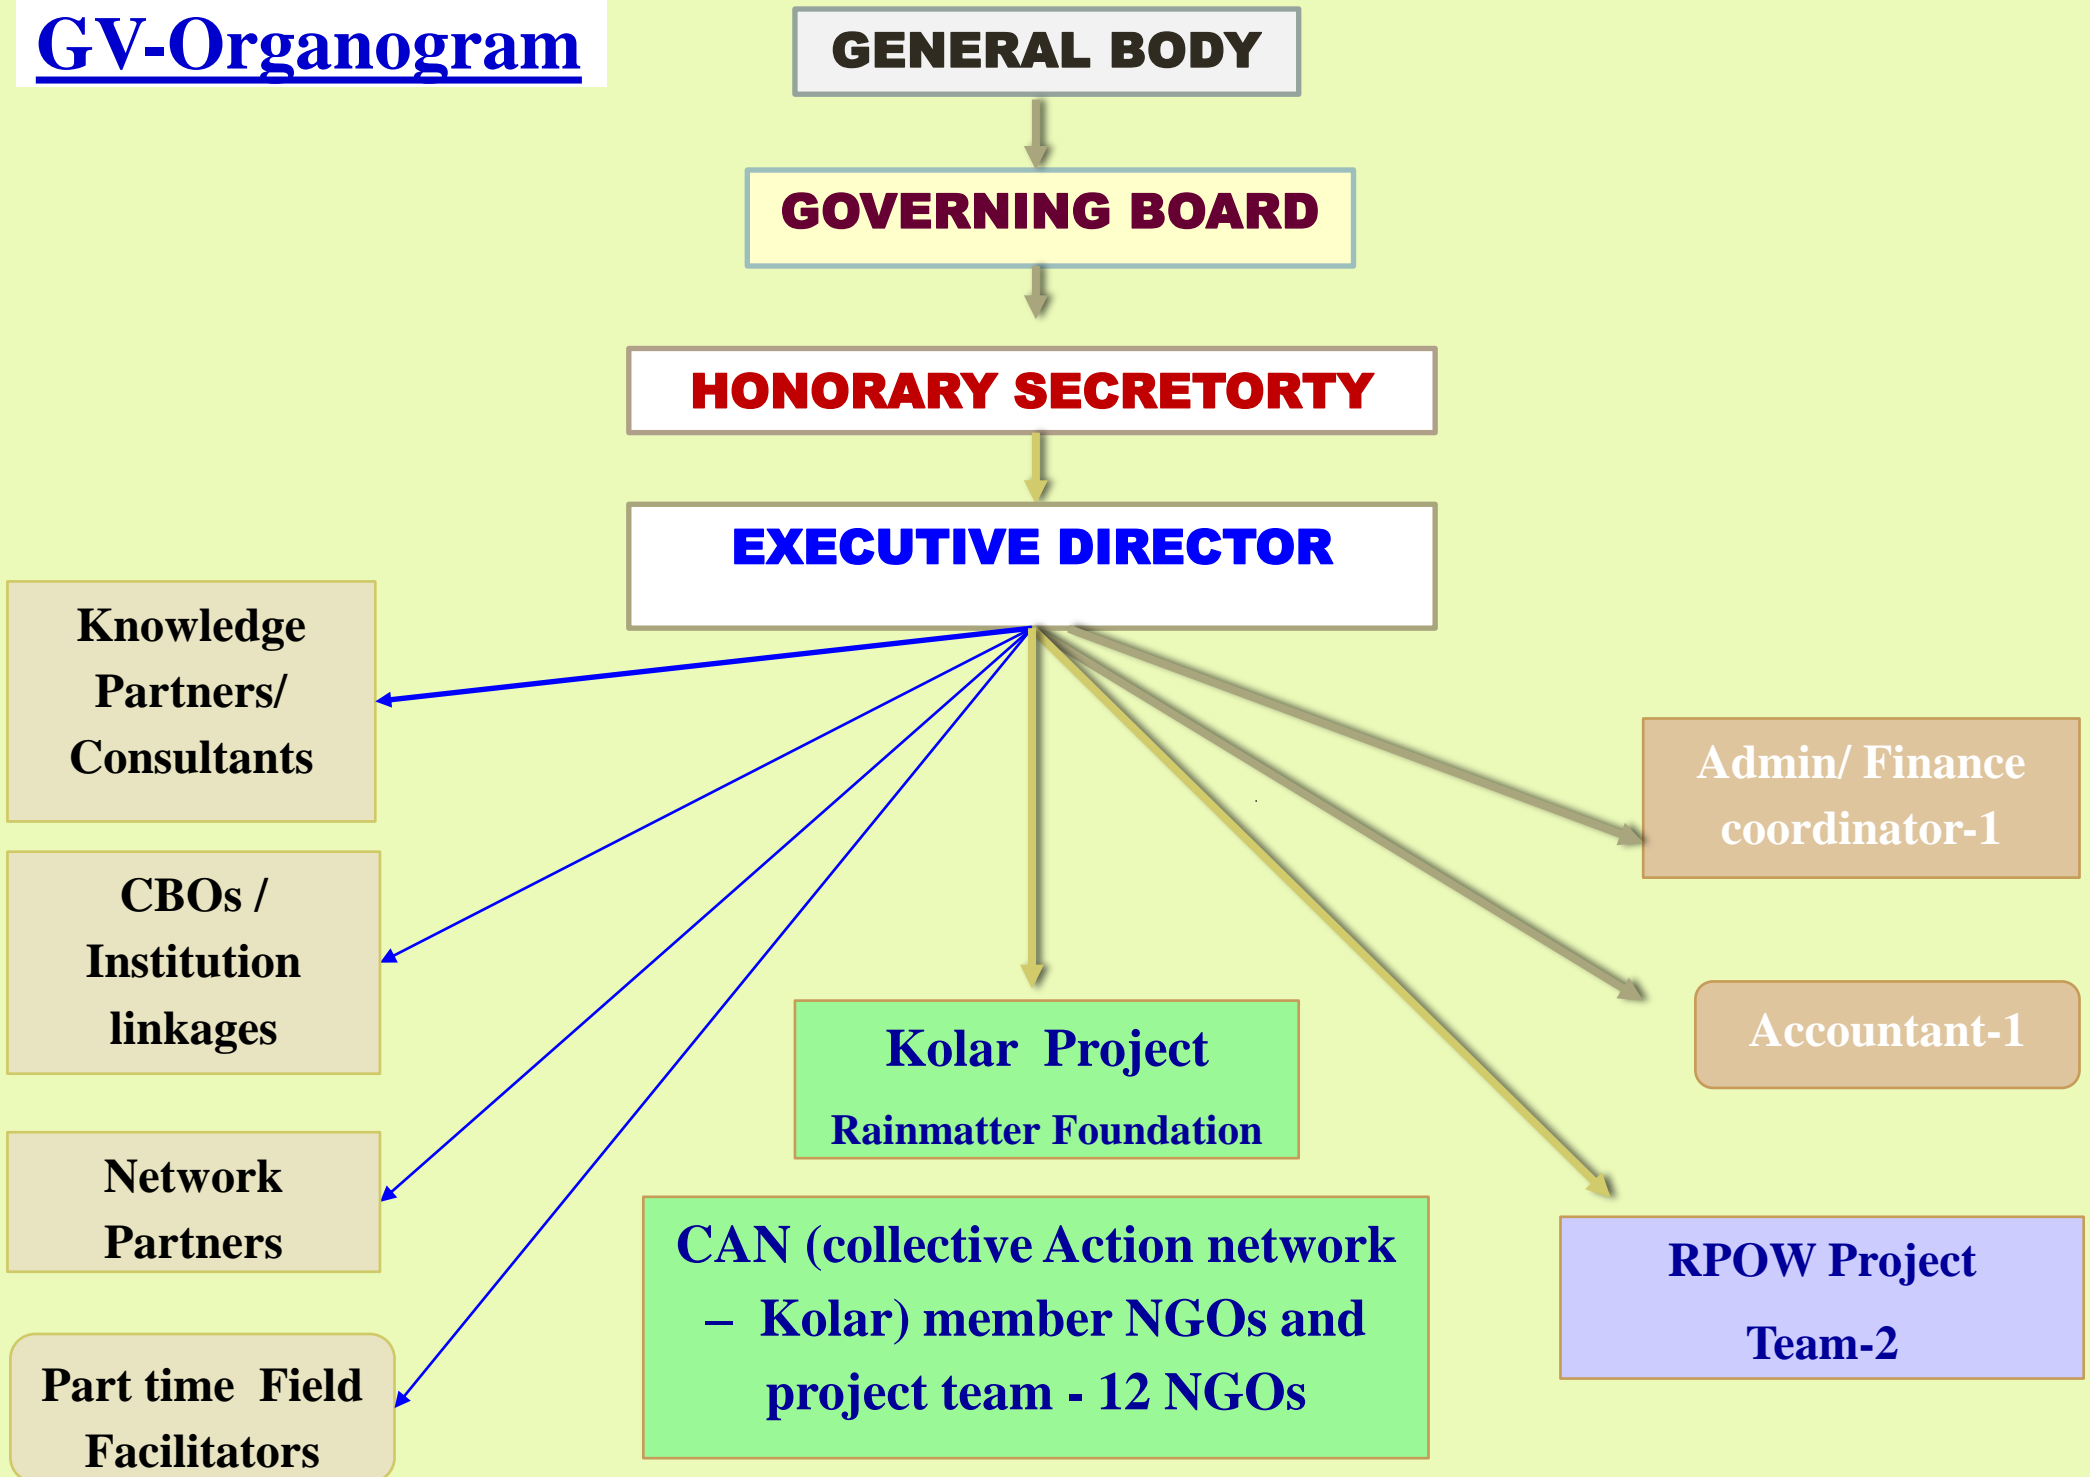 GV-Organogram
GENERAL BODY
GOVERNING BOARD
HONORARY SECRETORTY
EXECUTIVE DIRECTOR
Knowledge
Partners/
Consultants
CBOs /
Institution
linkages
Network
Partners
Part time  Field
Facilitators
Kolar  Project
Rainmatter Foundation
CAN (collective Action network
–  Kolar) member NGOs and
project team - 12 NGOs
Admin/ Finance
coordinator-1
Accountant-1
RPOW Project
Team-2